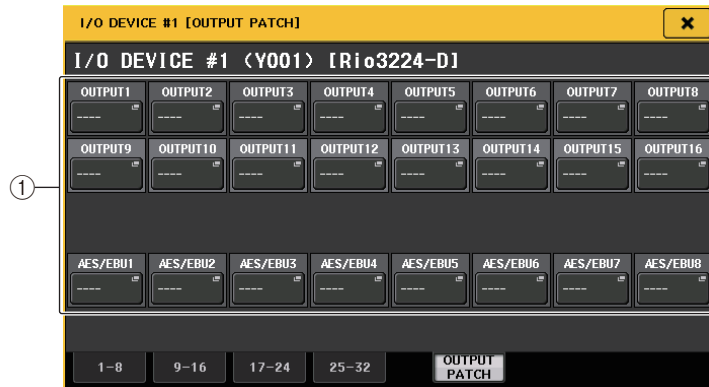 I/O DEVICE #1 [OUTPUT PATCH]
I/O DEVICE #1 (Y001) [Rio3224-D]
OUTPUT1 OUTPUT2 OUTPUT3 OUTPUT4 OUTPUT5 OUTPUT6 OUTPUT7 OUTPUT8
---- ---- ---- ---- ---- ---- ---- ----
OUTPUT9 OUTPUT10 OUTPUT11 OUTPUT12 OUTPUT13 OUTPUT14 OUTPUT15 OUTPUT16
---- ---- ---- ---- ---- ---- ---- ----
①
AES/EBU1 AES/EBU2 AES/EBU3 AES/EBU4 AES/EBU5 AES/EBU6 AES/EBU7 AES/EBU8
---- ---- ---- ---- ---- ---- ---- ----
1-8 9-16 17-24 25-32 OUTPUT
PATCH